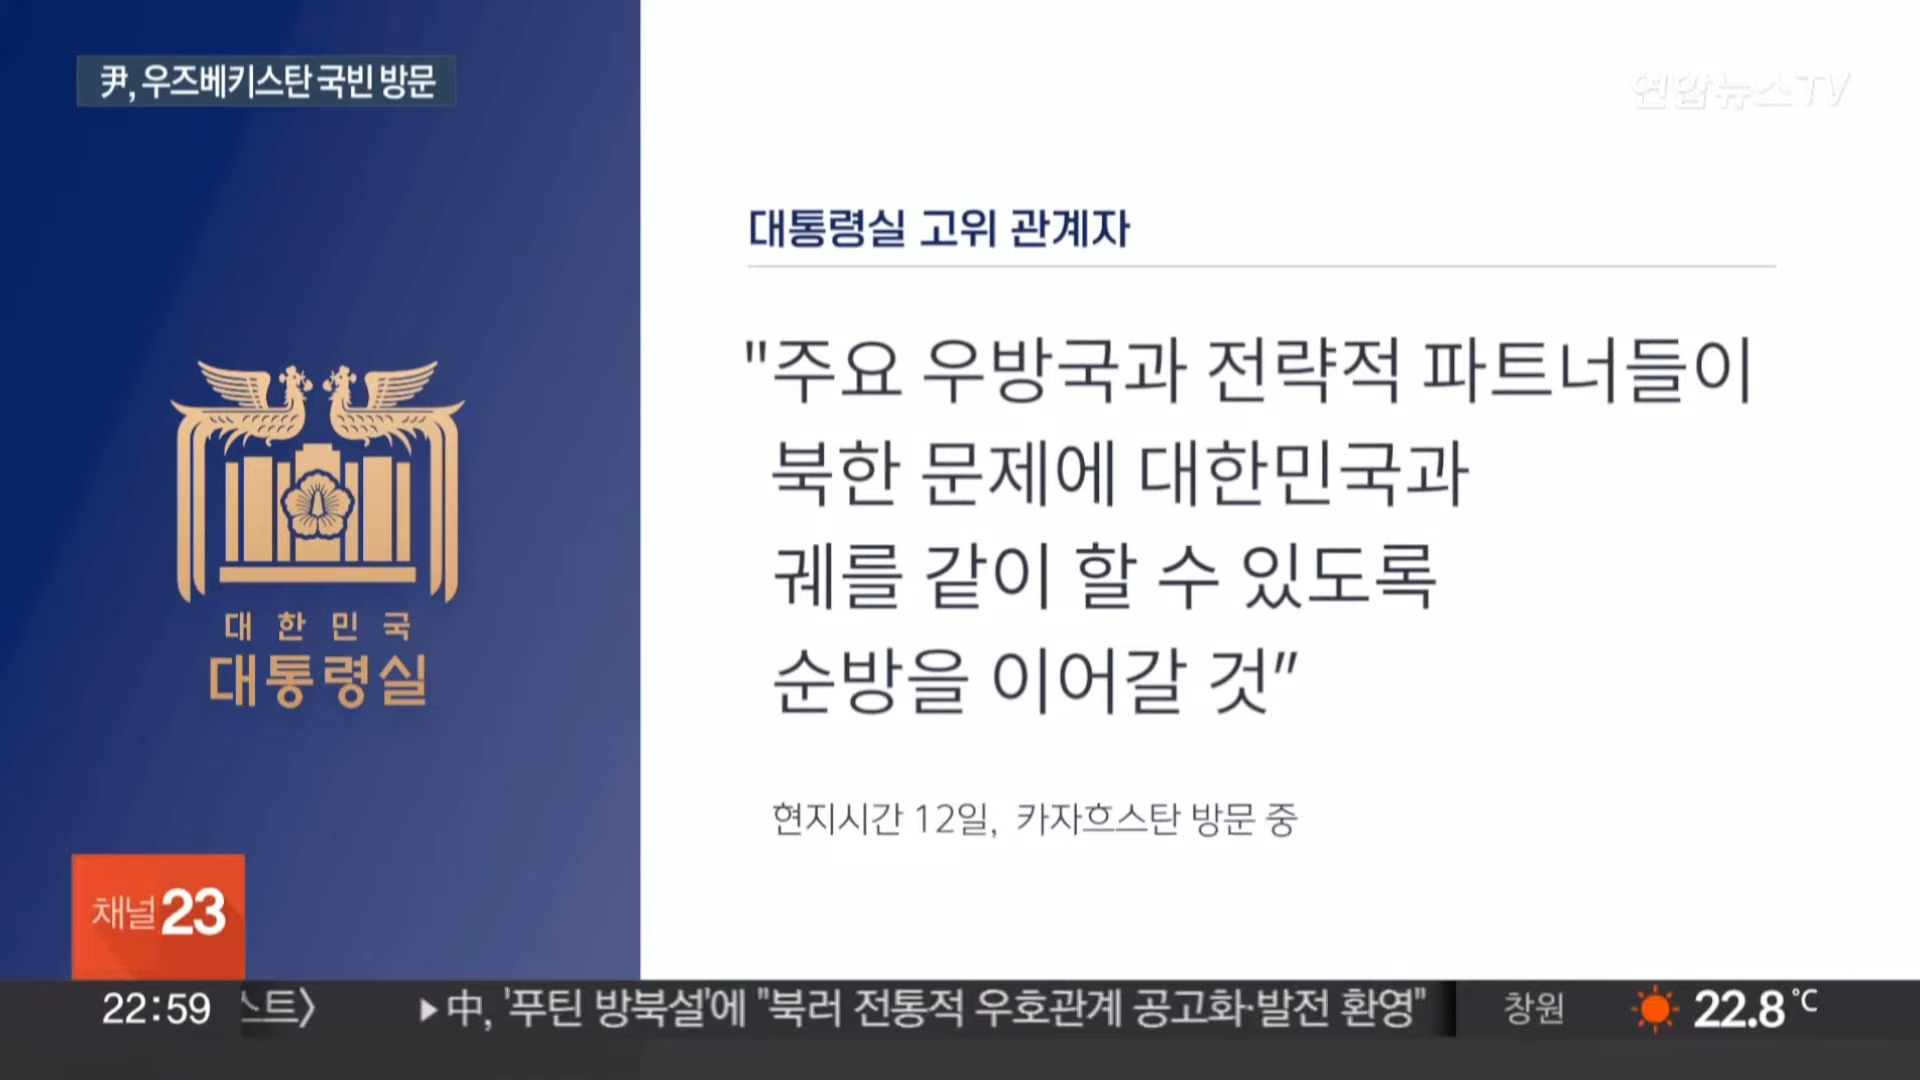 尹, 우즈베키스탄 국빈 방문
연합뉴스TV
대통령실 고위 관계자
"주요 우방국과 전략적 파트너들이
북한 문제에 대한민국과
궤를 같이 할 수 있도록
순방을 이어갈 것"
현지시간 12일, 카자흐스탄 방문 중
대한민국
대통령실
채널23
22:59
스트〉 ▶中, '푸틴 방북설'에 "북러 전통적 우호관계 공고화·발전 환영"
창원 22.8℃